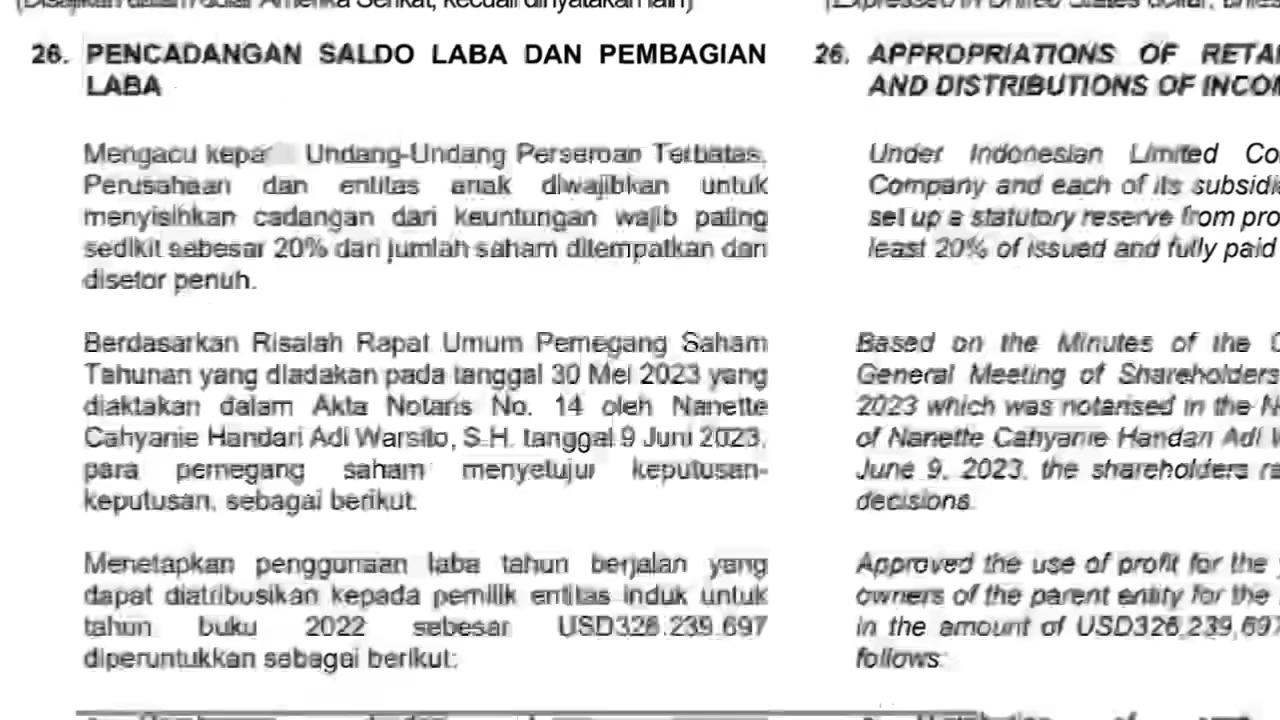 26. PENCADANGAN SALDO LABA DAN PEMBAGIAN
LABA
Mengacu Undang-Undang Perseroan Terbatas,
Perusahaan dan entitas anak diwajibkan untuk
menyisihkan cadangan dari keuntungan wajib paling
sedikit sebesar 20% dari jumlah saham ditempatkan dan
disetor penuh.
Berdasarkan Risalah Rapat Umum Pemegang Saham
Tahunan yang diadakan pada tanggal 30 Mei 2023 yang
diaktakan dalam Akta Notaris No. 14 oleh Nanette
Cahyanie Handari Adi Warsito, S.H. tanggal 9 Juni 2023,
para pemegang saham menyetujui keputusan-
keputusan, sebagai berikut
Menetapkan penggunaan laba tahun berjalan yang
dapat diatribusikan kepada pemilik entitas induk untuk
tahun buku 2022 sebesar USD326.239.697
diperuntukkan sebagai berikut:
26. APPROPRIATIONS OF
AND DISTRIBUTIONS OF
Under Indonesian Limited
Company and each of its
set up a statutory reserve from
least 20% of issued and fully paid
Based on the Minutes of the
General Meeting of Shareholders
2023 which was notarised in the
of Nanette Cahyanie Handari Adi
June 9, 2023, the shareholders
decisions
Approved the use of profit for the
owners of the parent entity for the
in the amount of USD326,239,697
follows: